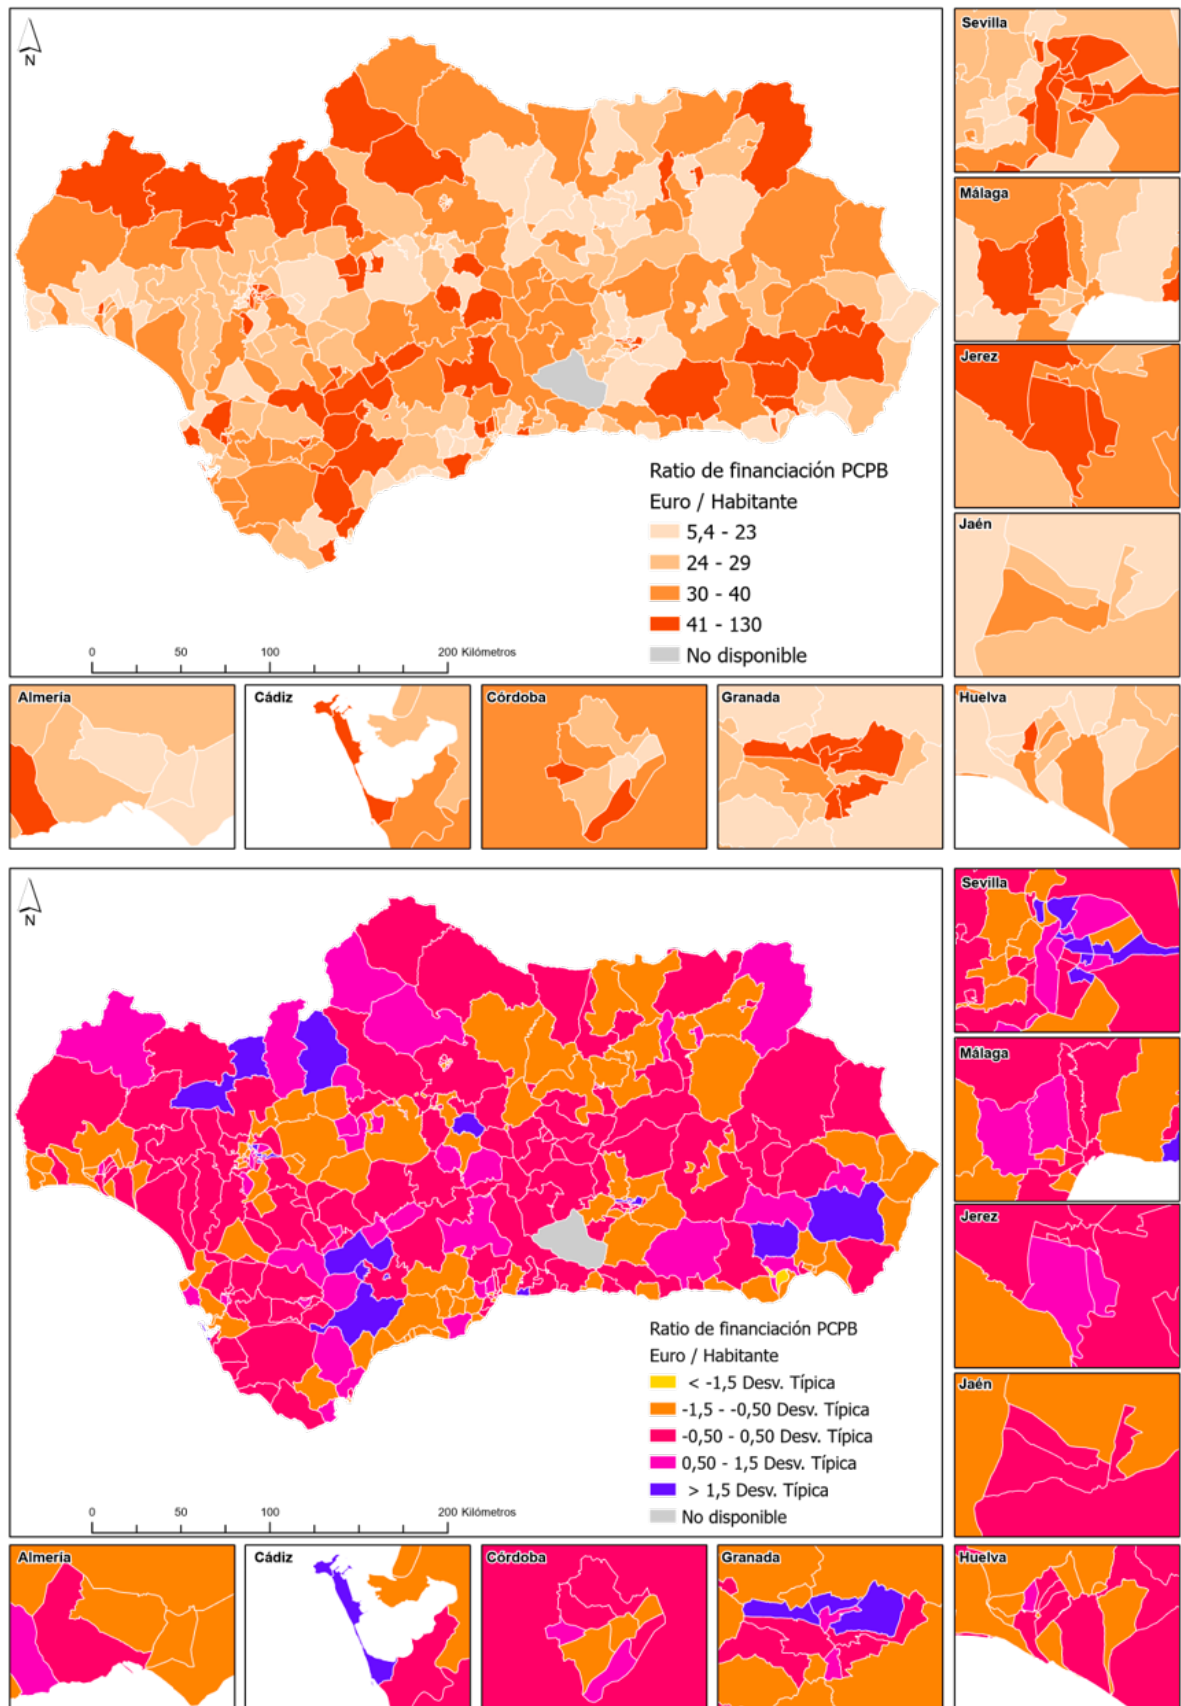 N
Sevilla
Málaga
Jerez
Ratio de financiación PCPB
Euro / Habitante
5,4 - 23
24 - 29
30 - 40
41 - 130
No disponible
Jaén
0 50 100 200 Kilómetros
Almería
Cádiz
Córdoba
Granada
Huelva
N
Sevilla
Málaga
Jerez
Ratio de financiación PCPB
Euro / Habitante
< -1,5 Desv. Típica
-1,5 - -0,50 Desv. Típica
-0,50 - 0,50 Desv. Típica
0,50 - 1,5 Desv. Típica
> 1,5 Desv. Típica
No disponible
Jaén
0 50 100 200 Kilómetros
Almería
Cádiz
Córdoba
Granada
Huelva